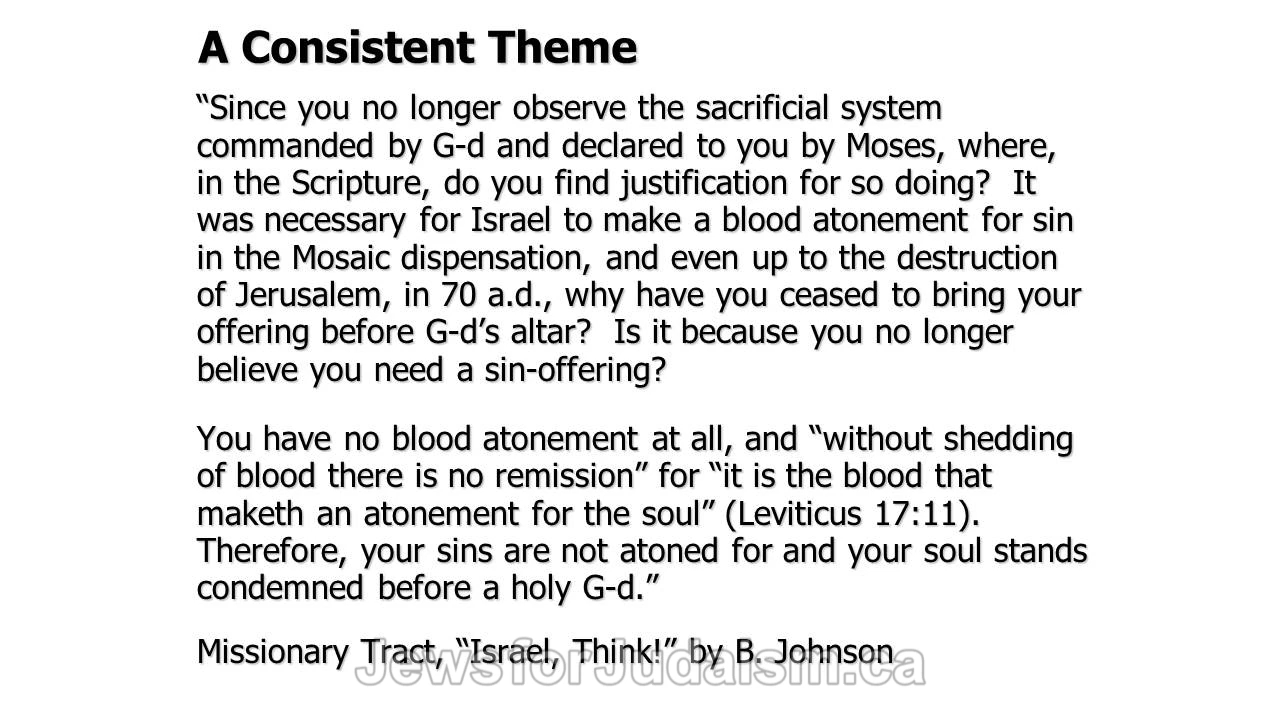 A Consistent Theme
“Since you no longer observe the sacrificial system
commanded by G-d and declared to you by Moses, where,
in the Scripture, do you find justification for so doing?  It
was necessary for Israel to make a blood atonement for sin
in the Mosaic dispensation, and even up to the destruction
of Jerusalem, in 70 a.d., why have you ceased to bring your
offering before G-d’s altar?  Is it because you no longer
believe you need a sin-offering?
You have no blood atonement at all, and “without shedding
of blood there is no remission” for “it is the blood that
maketh an atonement for the soul” (Leviticus 17:11).
Therefore, your sins are not atoned for and your soul stands
condemned before a holy G-d.”
Missionary Tract, “Israel, Think!” by B. Johnson
JewsforJudaism.ca